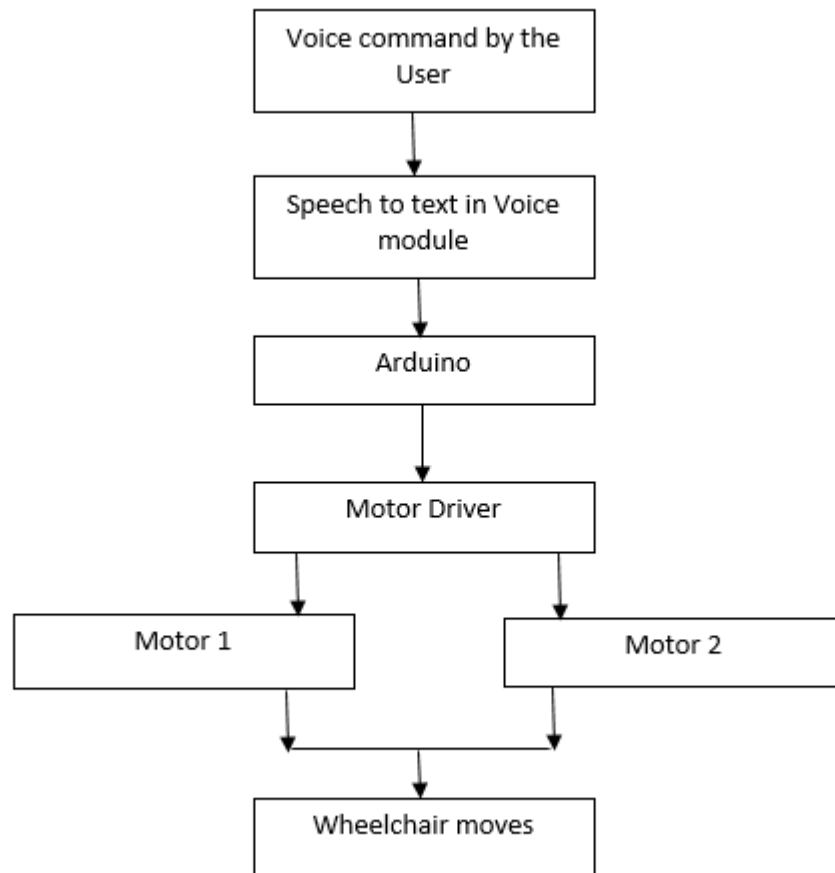 Voice command by the
User
Speech to text in Voice
module
Arduino
Motor Driver
Motor 1
Motor 2
Wheelchair moves